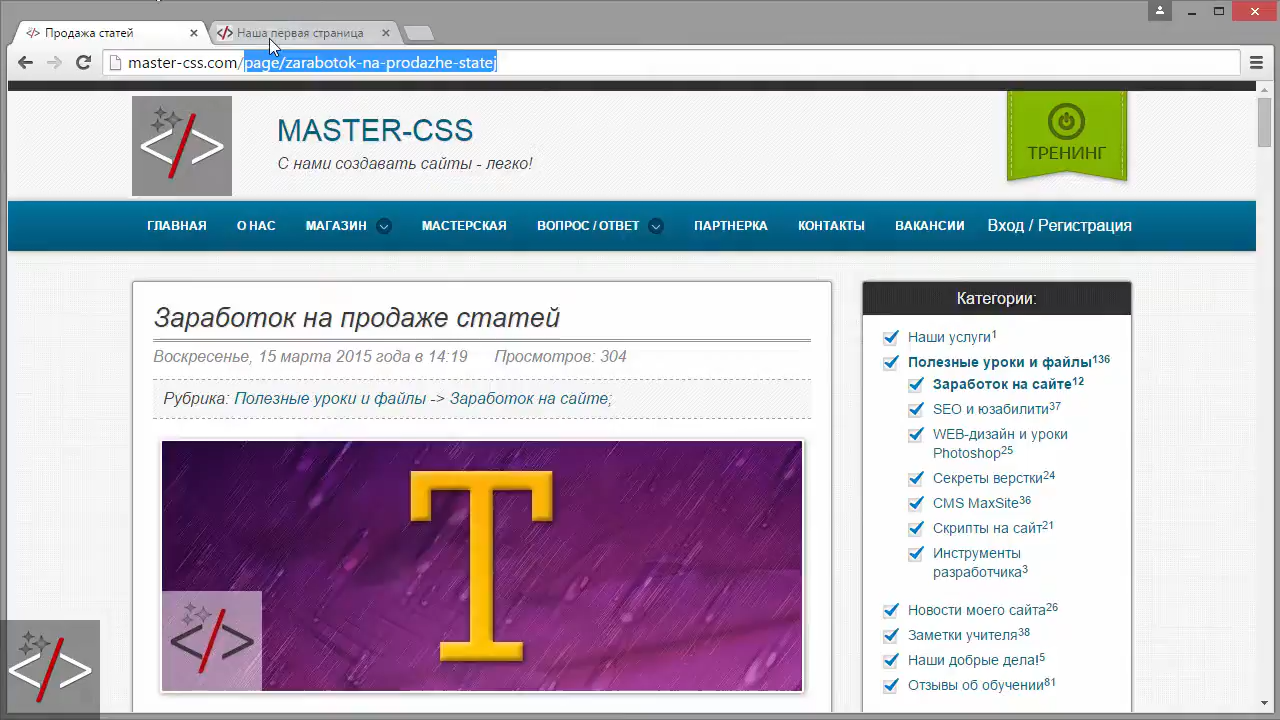 Продажа статей
Наша первая страница
master-css.com/page/zarabotok-na-prodazhe-statej
MASTER-CSS
С нами создавать сайты - легко!
ТРЕНИНГ
ГЛАВНАЯ О НАС МАГАЗИН МАСТЕРСКАЯ ВОПРОС / ОТВЕТ ПАРТНЕРКА КОНТАКТЫ ВАКАНСИИ Вход / Регистрация
Заработок на продаже статей
Воскресенье, 15 марта 2015 года в 14:19 Просмотров: 304
Рубрика: Полезные уроки и файлы -> Заработок на сайте;
T
Категории:
Наши услуги1
Полезные уроки и файлы136
Заработок на сайте12
SEO и юзабилити37
WEB-дизайн и уроки
Photoshop25
Секреты верстки24
CMS MaxSite36
Скрипты на сайт21
Инструменты
разработчика3
Новости моего сайта26
Заметки учителя38
Наши добрые дела!5
Отзывы об обучении81